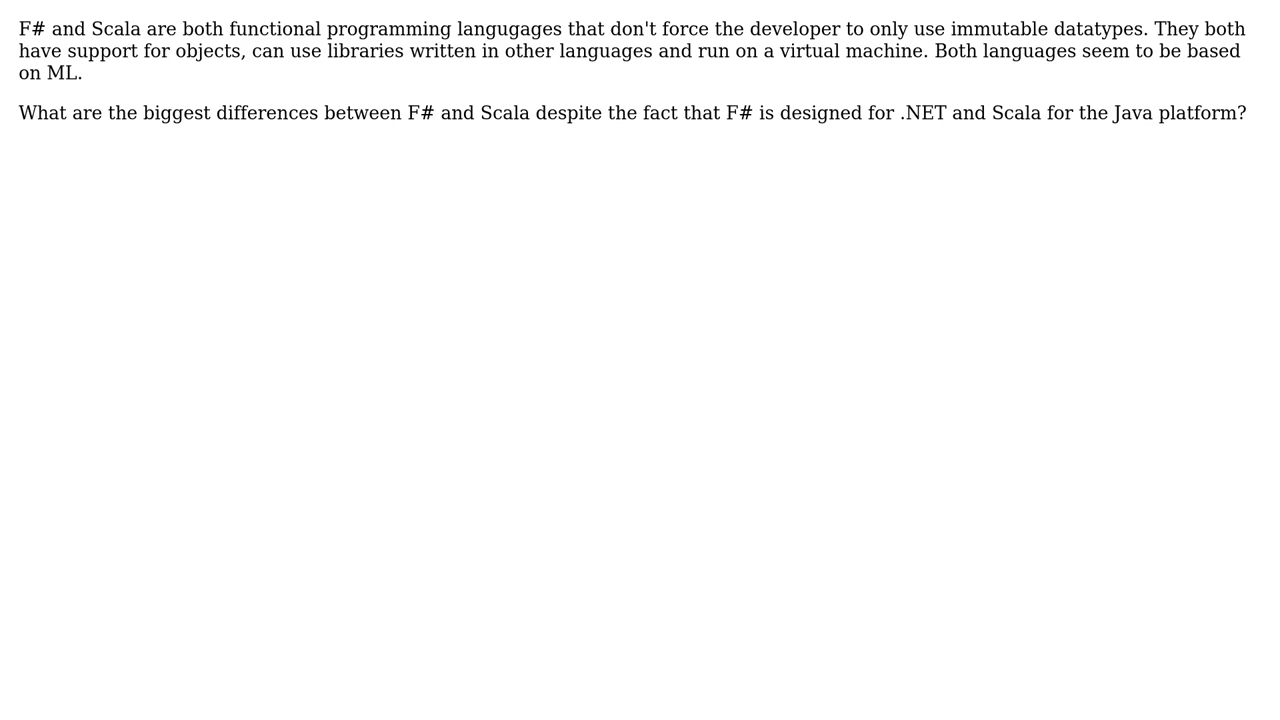 F# and Scala are both functional programming langugages that don't force the developer to only use immutable datatypes. They both
have support for objects, can use libraries written in other languages and run on a virtual machine. Both languages seem to be based
on ML.
What are the biggest differences between F# and Scala despite the fact that F# is designed for .NET and Scala for the Java platform?